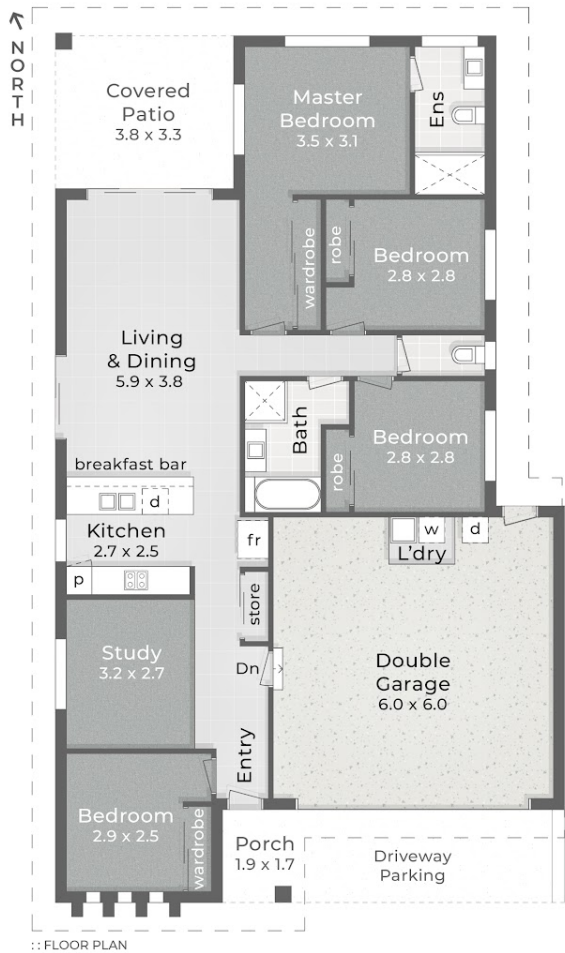 NORTH
Covered
Patio
3.8 x 3.3
Master
Bedroom
3.5 x 3.1
Ens
wardrobe
robe
Bedroom
2.8 x 2.8
Living
& Dining
5.9 x 3.8
Bath
robe
Bedroom
2.8 x 2.8
breakfast bar
d
Kitchen
2.7 x 2.5
p
fr
w
d
L'dry
store
Study
3.2 x 2.7
Dn
Double
Garage
6.0 x 6.0
Entry
Bedroom
2.9 x 2.5
wardrobe
Porch
1.9 x 1.7
Driveway
Parking
:: FLOOR PLAN